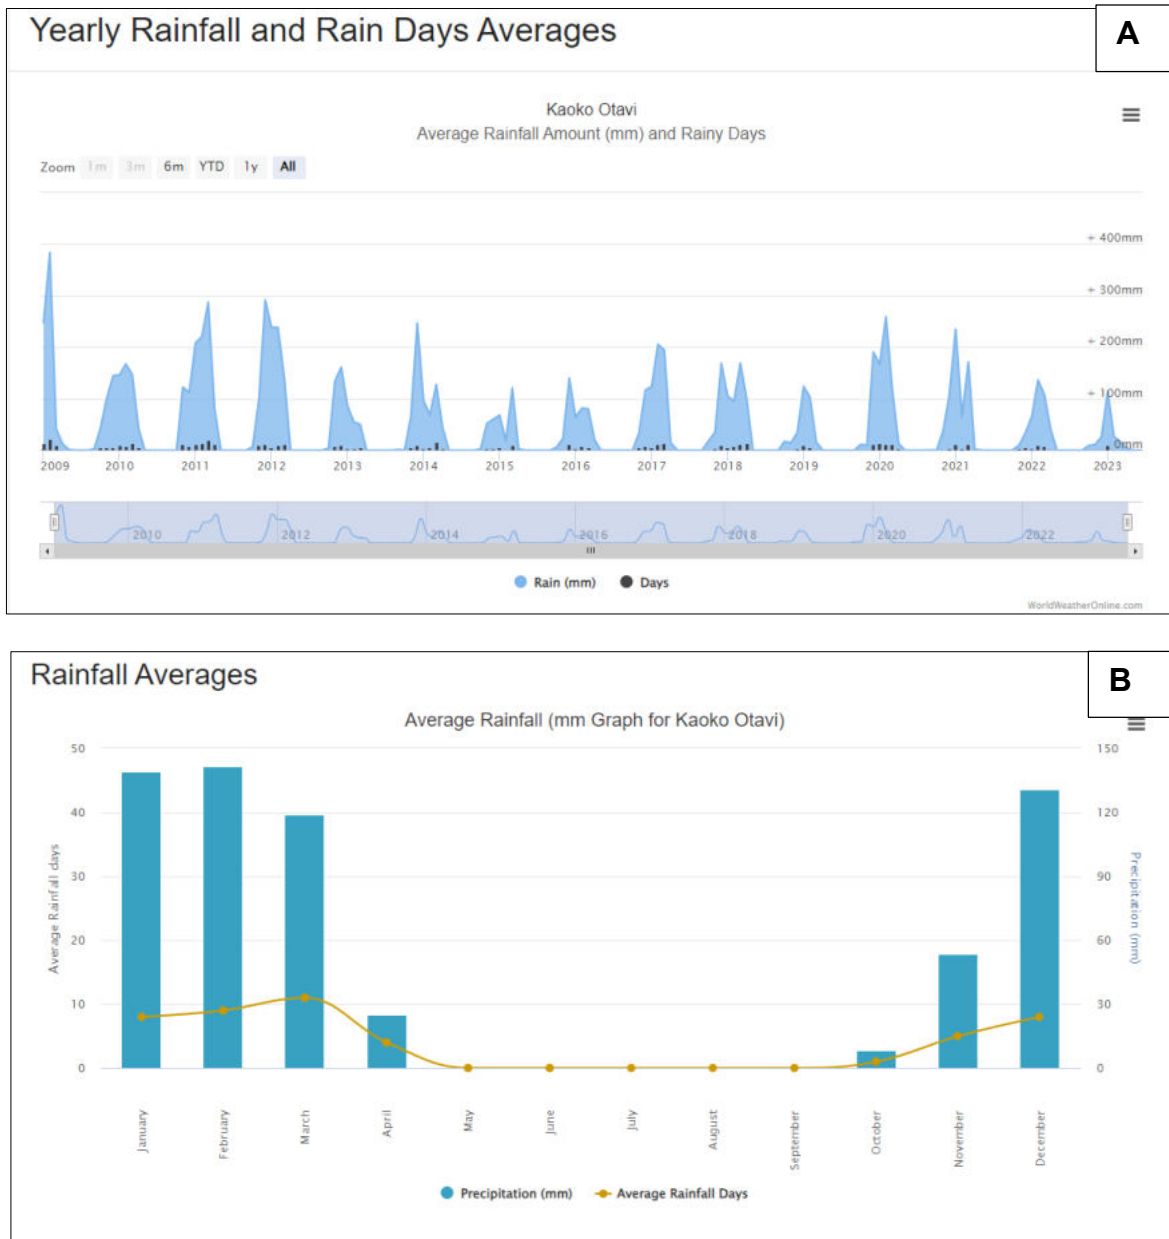 Yearly Rainfall and Rain Days Averages
A
Kaoko Otavi
Average Rainfall Amount (mm) and Rainy Days
Zoom 1m 3m 6m YTD 1y All
+ 400mm
+ 300mm
+ 200mm
+ 100mm
0mm
2009 2010 2011 2012 2013 2014 2015 2016 2017 2018 2019 2020 2021 2022 2023
2010 2012 2014 2016 2018 2020 2022
Rain (mm) Days
WorldWeatherOnline.com
Rainfall Averages
B
Average Rainfall (mm Graph for Kaoko Otavi)
50 150
40 120
30 90
20 60
10 30
0 0
Average Rainfall days
Precipitation (mm)
January February March April May June July August September October November December
Precipitation (mm) Average Rainfall Days